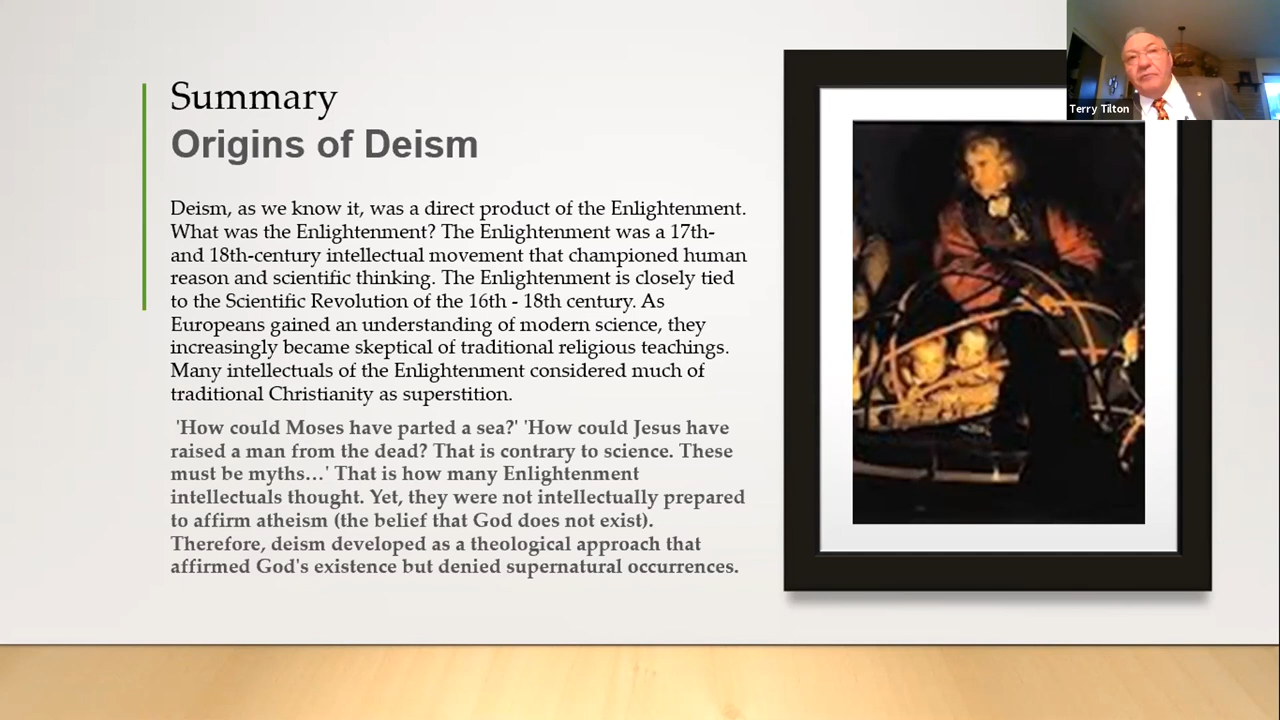 Summary
Origins of Deism
Deism, as we know it, was a direct product of the Enlightenment.
What was the Enlightenment? The Enlightenment was a 17th-
and 18th-century intellectual movement that championed human
reason and scientific thinking. The Enlightenment is closely tied
to the Scientific Revolution of the 16th - 18th century. As
Europeans gained an understanding of modern science, they
increasingly became skeptical of traditional religious teachings.
Many intellectuals of the Enlightenment considered much of
traditional Christianity as superstition.
'How could Moses have parted a sea?' 'How could Jesus have
raised a man from the dead? That is contrary to science. These
must be myths…' That is how many Enlightenment
intellectuals thought. Yet, they were not intellectually prepared
to affirm atheism (the belief that God does not exist).
Therefore, deism developed as a theological approach that
affirmed God's existence but denied supernatural occurrences.
Terry Tilton